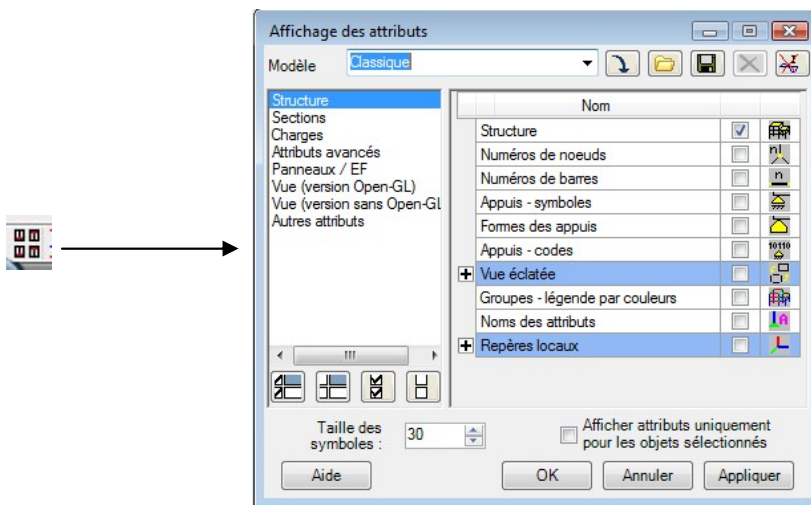 Affichage des attributs
Modèle Classique
Structure
Sections
Charges
Attributs avancés
Panneaux / EF
Vue (version Open-GL)
Vue (version sans Open-GL
Autres attributs
Nom
Structure
Numéros de noeuds
Numéros de barres
Appuis - symboles
Formes des appuis
Appuis - codes
Vue éclatée
Groupes - légende par couleurs
Noms des attributs
Repères locaux
Taille des
symboles :
30
Afficher attributs uniquement
pour les objets sélectionnés
Aide OK Annuler Appliquer